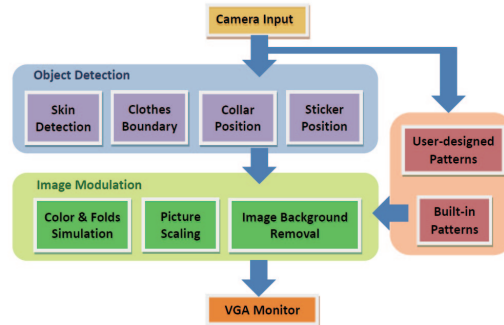 Camera Input
Object Detection
Skin
Detection
Clothes
Boundary
Collar
Position
Sticker
Position
User-designed
Patterns
Built-in
Patterns
Image Modulation
Color & Folds
Simulation
Picture
Scaling
Image Background
Removal
VGA Monitor